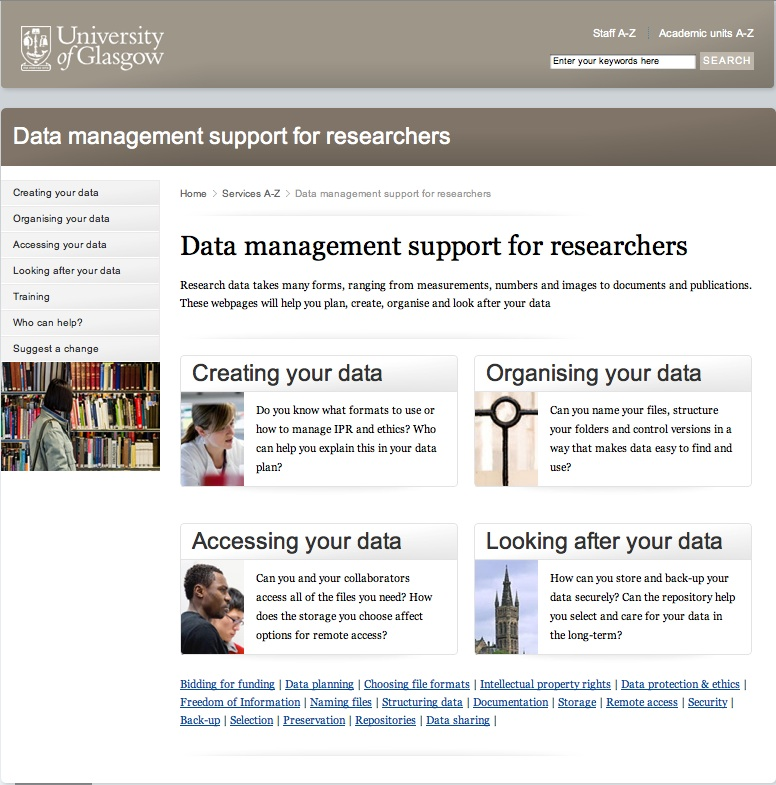 University
of Glasgow
Staff A-Z
Academic units A-Z
Enter your keywords here
SEARCH
Data management support for researchers
Creating your data
Organising your data
Accessing your data
Looking after your data
Training
Who can help?
Suggest a change
Home > Services A-Z > Data management support for researchers
Data management support for researchers
Research data takes many forms, ranging from measurements, numbers and images to documents and publications.
These webpages will help you plan, create, organise and look after your data
Creating your data
Do you know what formats to use or
how to manage IPR and ethics? Who
can help you explain this in your data
plan?
Organising your data
Can you name your files, structure
your folders and control versions in a
way that makes data easy to find and
use?
Accessing your data
Can you and your collaborators
access all of the files you need? How
does the storage you choose affect
options for remote access?
Looking after your data
How can you store and back-up your
data securely? Can the repository help
you select and care for your data in
the long-term?
Bidding for funding | Data planning | Choosing file formats | Intellectual property rights | Data protection & ethics |
Freedom of Information | Naming files | Structuring data | Documentation | Storage | Remote access | Security |
Back-up | Selection | Preservation | Repositories | Data sharing |